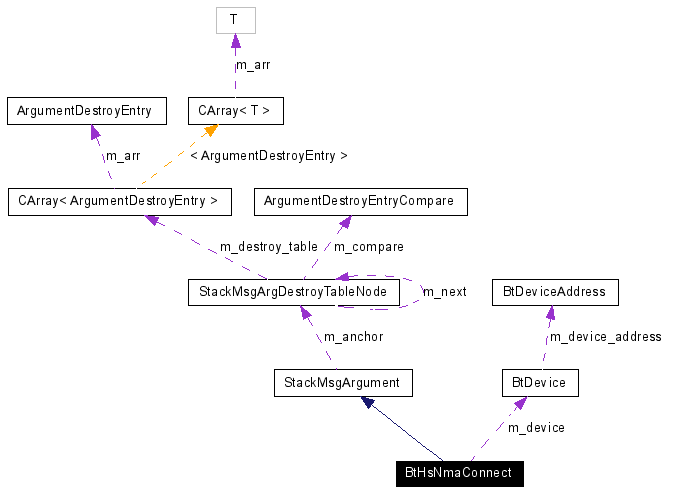 T
m_arr
ArgumentDestroyEntry
CArray< T >
m_arr
< ArgumentDestroyEntry >
CArray< ArgumentDestroyEntry >
ArgumentDestroyEntryCompare
m_destroy_table
m_compare
StackMsgArgDestroyTableNode
m_next
BtDeviceAddress
m_anchor
m_device_address
StackMsgArgument
BtDevice
m_device
BtHsNmaConnect